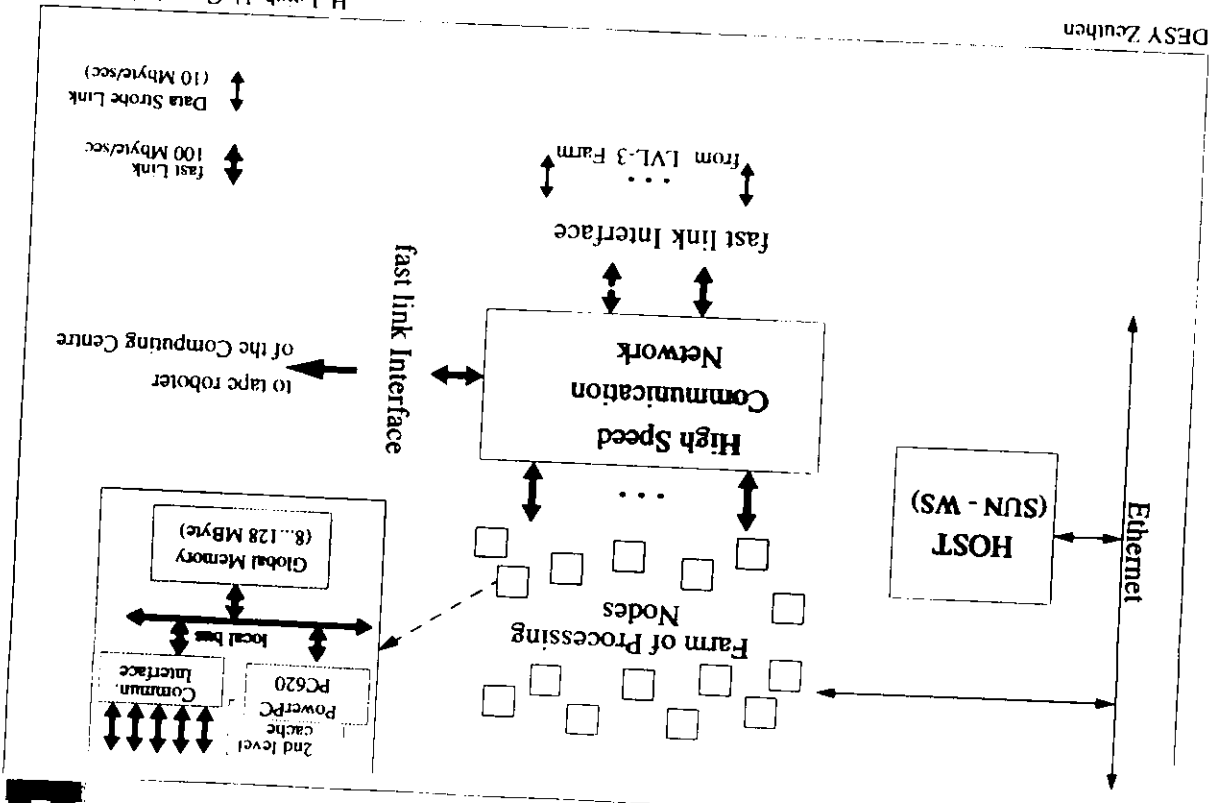 Ethernet
Farm of Processing
Nodes
2nd level
cache
PowerPC
PC620
Commun.
Interface
local bus
Global Memory
(8...128 MByte)
HOST
(SUN - WS)
. . .
High Speed
Communication
Network
fast link Interface
to tape roboter
of the Computing Centre
fast link Interface
. . .
from LVL-3 Farm
fast Link
100 Mbyte/sec
Data Strobe Link
(10 Mbyte/sec)
DESY Zeuthen